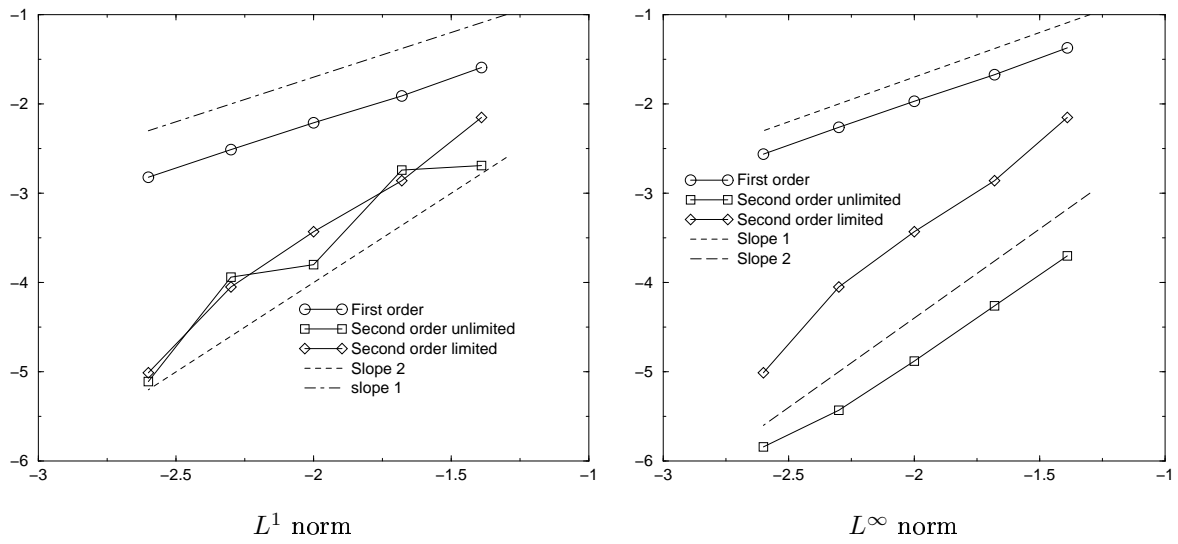 −1
−2
−3
−4
−5
−6
−3
−2.5
−2
−1.5
−1
First order
Second order unlimited
Second order limited
Slope 2
slope 1
L¹ norm
−1
−2
−3
−4
−5
−6
−3
−2.5
−2
−1.5
−1
First order
Second order unlimited
Second order limited
Slope 1
Slope 2
L∞ norm